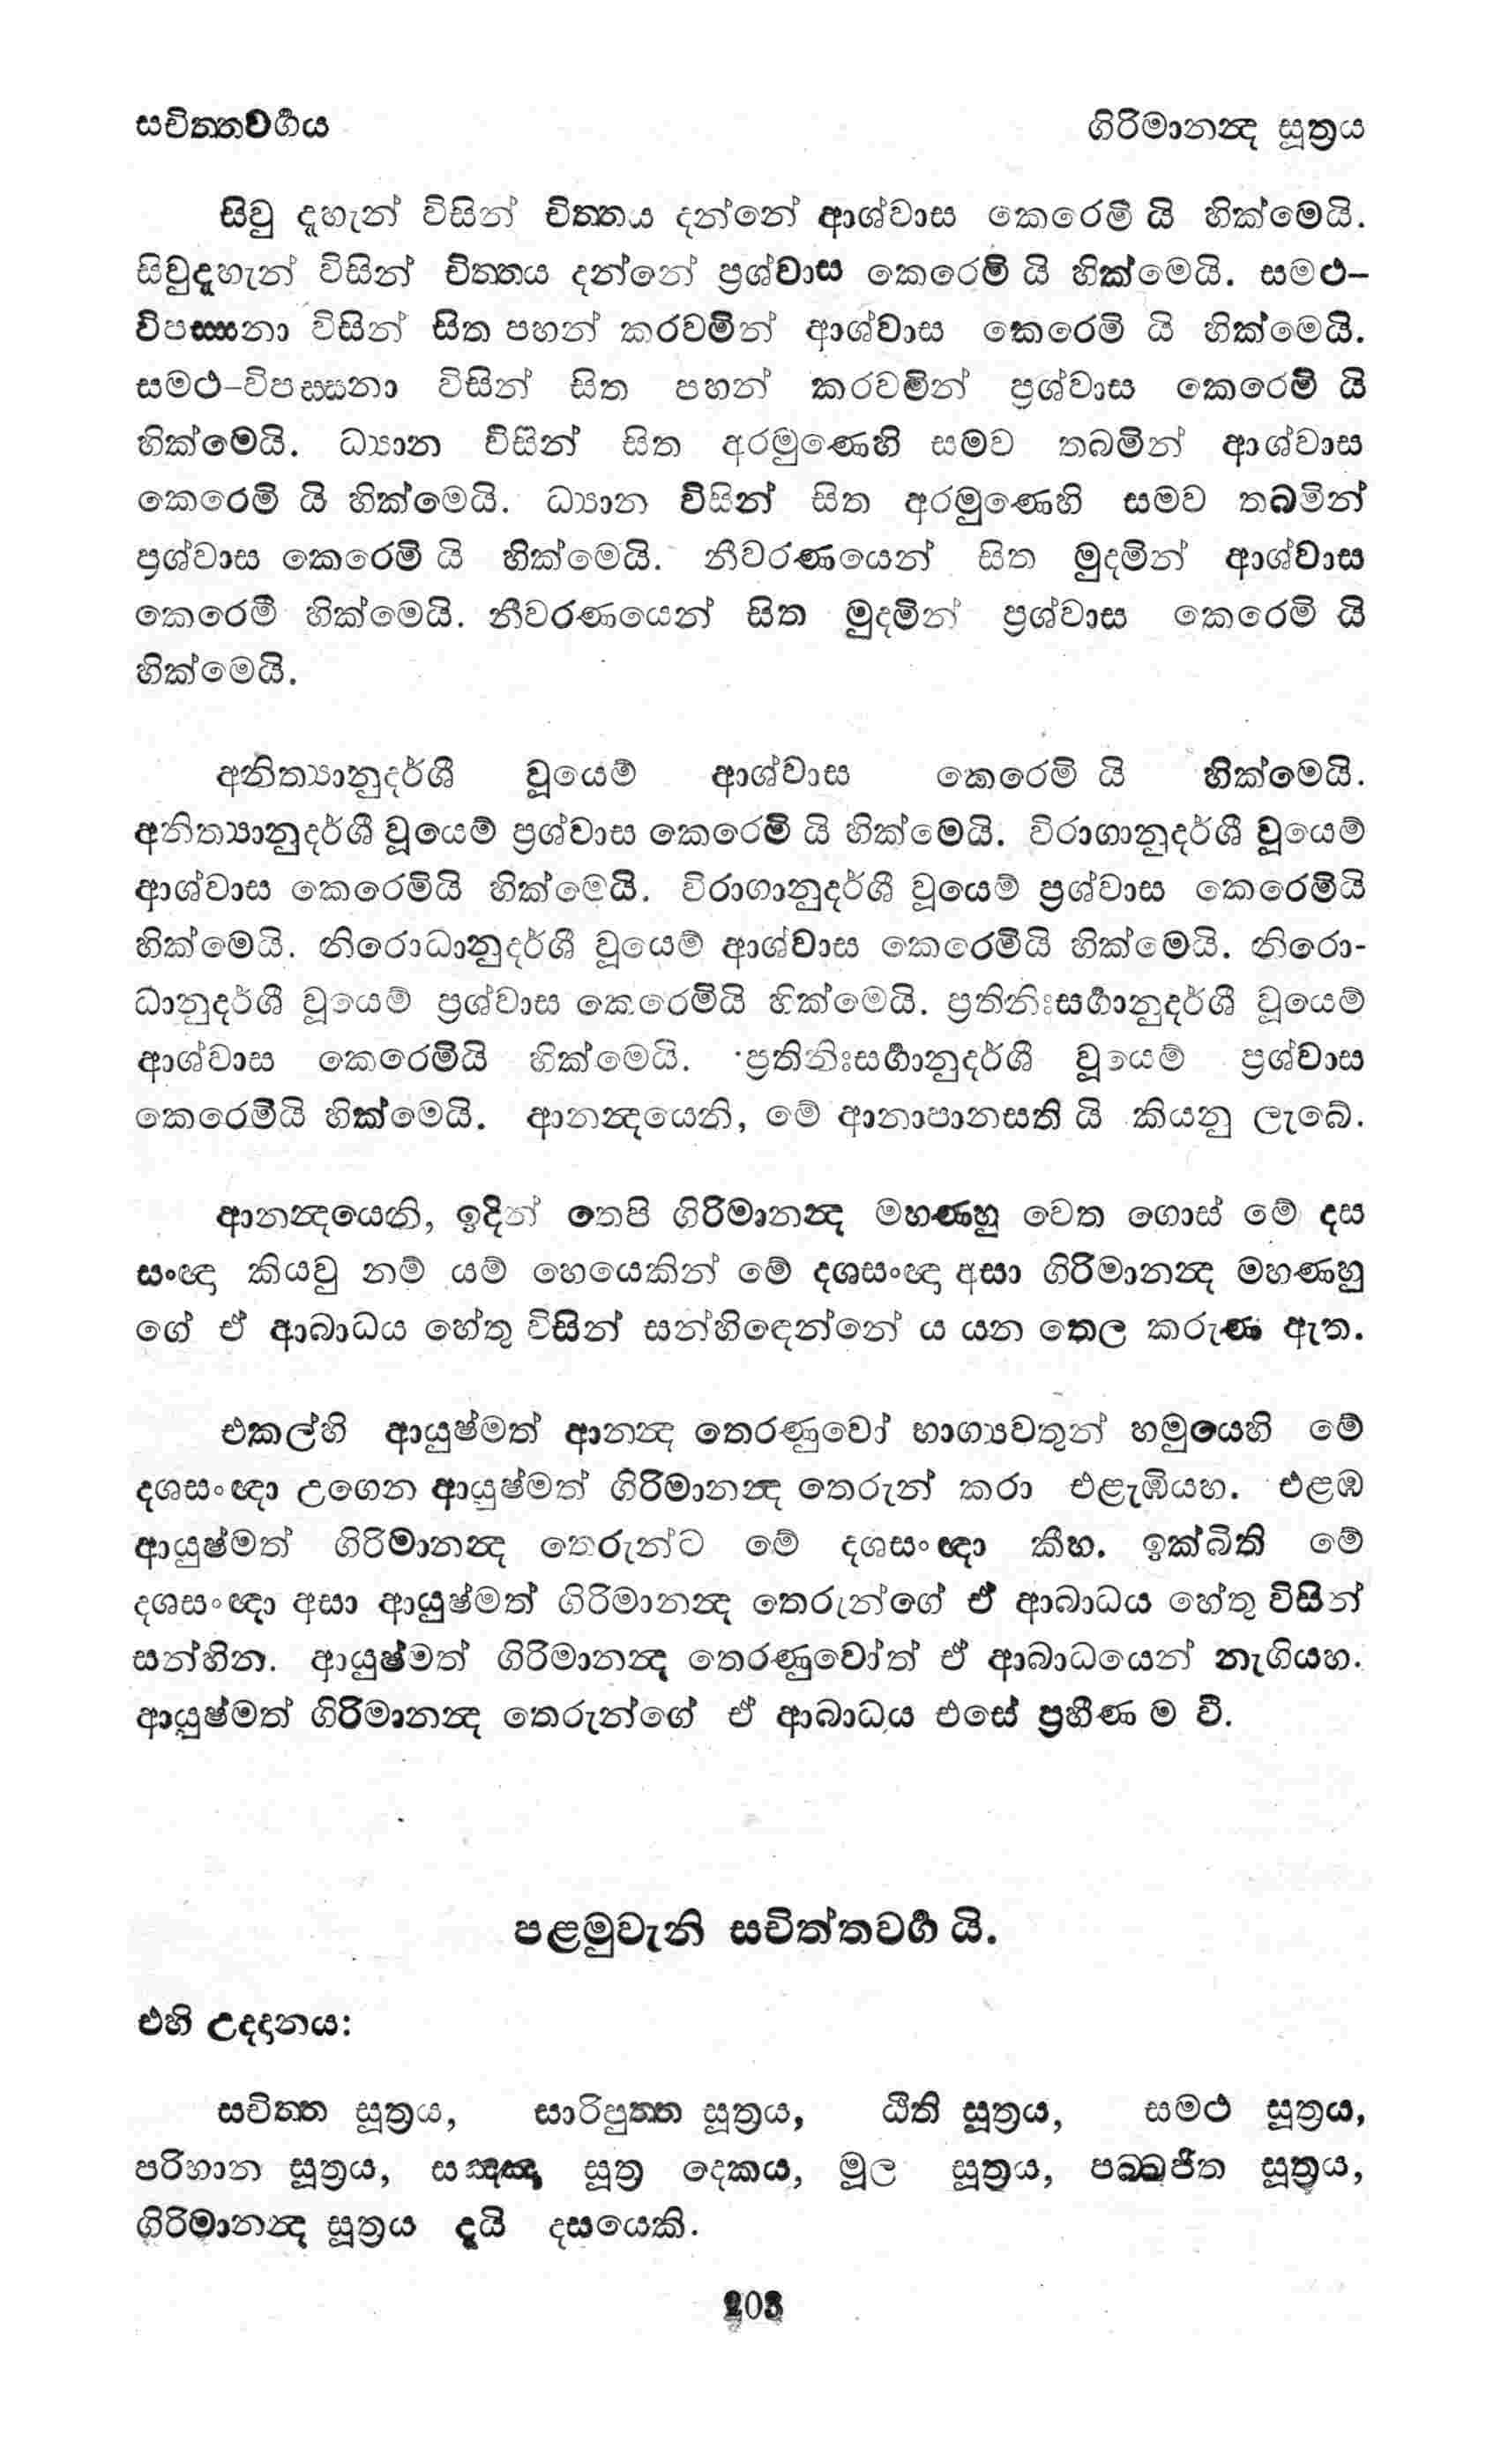 සචිත්තවර්ගය ගිරිමානන්ද සූත්‍රය
සිවු දැහැන් විසින් චිත්තය දන්නේ ආශ්වාස කෙරෙමී යි හික්මෙයි.
සිවුදැහැන් විසින් චිත්තය දන්නේ ප්‍රශ්වාස කෙරෙමි යි හික්මෙයි. සමථ-
විපස්සනා විසින් සිත පහන් කරවමින් ආශ්වාස කෙරෙමි යි හික්මෙයි.
සමථ-විපස්සනා විසින් සිත පහන් කරවමින් ප්‍රශ්වාස කෙරෙමි යි
හික්මෙයි. ධ්‍යාන විසින් සිත අරමුණෙහි සමව තබමින් ආශ්වාස
කෙරෙමි යි හික්මෙයි. ධ්‍යාන විසින් සිත අරමුණෙහි සමව තබමින්
ප්‍රශ්වාස කෙරෙමි යි හික්මෙයි. නීවරණයෙන් සිත මුදමින් ආශ්වාස
කෙරෙමී හික්මෙයි. නීවරණයෙන් සිත මුදමින් ප්‍රශ්වාස කෙරෙමි යි
හික්මෙයි.
අනිත්‍යානුදර්ශී වූයෙම් ආශ්වාස කෙරෙමි යි හික්මෙයි.
අනිත්‍යානුදර්ශී වූයෙම් ප්‍රශ්වාස කෙරෙමි යි හික්මෙයි. විරාගානුදර්ශී වූයෙම්
ආශ්වාස කෙරෙමියි හික්මෙයි. විරාගානුදර්ශී වූයෙම් ප්‍රශ්වාස කෙරෙමියි
හික්මෙයි. නිරොධානුදර්ශී වූයෙම් ආශ්වාස කෙරෙමියි හික්මෙයි. නිරො-
ධානුදර්ශී වූයෙම් ප්‍රශ්වාස කෙරෙමියි හික්මෙයි. ප්‍රතිනිඃසර්ගානුදර්ශී වූයෙම්
ආශ්වාස කෙරෙමියි හික්මෙයි. ප්‍රතිනිඃසර්ගානුදර්ශී වූයෙම් ප්‍රශ්වාස
කෙරෙමියි හික්මෙයි. ආනන්දයෙනි, මේ ආනාපානසති යි කියනු ලැබේ.
ආනන්දයෙනි, ඉදින් තෙපි ගිරිමානන්ද මහණහු වෙත ගොස් මේ දස
සංඥා කියවු නම් යම් හෙයෙකින් මේ දශසංඥා අසා ගිරිමානන්ද මහණහු
ගේ ඒ ආබාධය හේතු විසින් සන්හිඳෙන්නේ ය යන තෙල කරුණ ඇත.
එකල්හි ආයුෂ්මත් ආනන්ද තෙරණුවෝ භාග්‍යවතුන් හමුයෙහි මේ
දශසංඥා උගෙන ආයුෂ්මත් ගිරිමානන්ද තෙරුන් කරා එළැඹියහ. එළඹ
ආයුෂ්මත් ගිරිමානන්ද තෙරුන්ට මේ දශසංඥා කීහ. ඉක්බිති මේ
දශසංඥා අසා ආයුෂ්මත් ගිරිමානන්ද තෙරුන්ගේ ඒ ආබාධය හේතු විසින්
සන්හින. ආයුෂ්මත් ගිරිමානන්ද තෙරණුවෝත් ඒ ආබාධයෙන් නැගියහ.
ආයුෂ්මත් ගිරිමානන්ද තෙරුන්ගේ ඒ ආබාධය එසේ ප්‍රහීණ ම වී.
පළමුවැනි සචිත්තවර්ග යි.
එහි උද්දානය:
සචිත්ත සූත්‍රය, සාරිපුත්ත සූත්‍රය, ඨිති සූත්‍රය, සමථ සූත්‍රය,
පරිහාන සූත්‍රය, සඤ්ඤා සූත්‍ර දෙකය, මූල සූත්‍රය, පබ්බජිත සූත්‍රය,
ගිරිමානන්ද සූත්‍රය දැයි දසයෙකි.